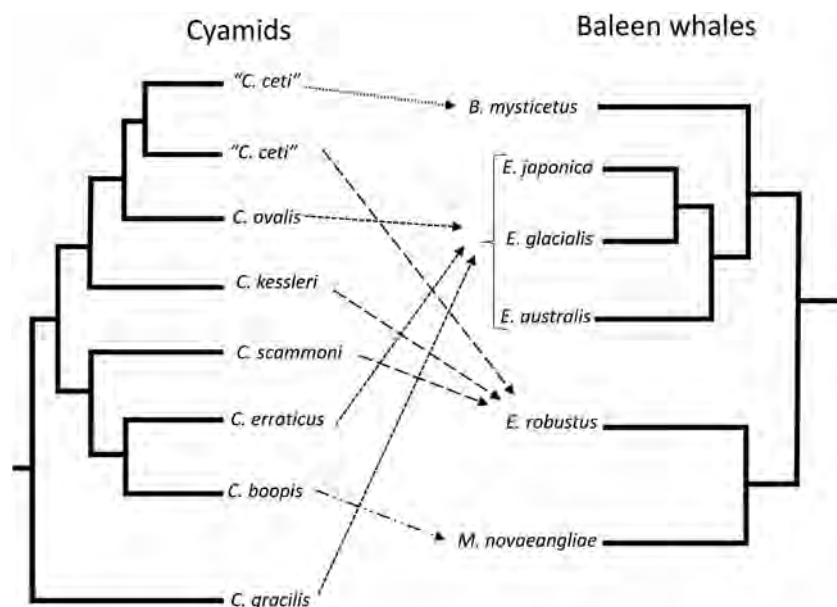 Cyamids
"C. ceti"
"C. ceti"
C. ovalis
C. kessleri
C. scammoni
C. erraticus
C. boopis
C. gracilis
Baleen whales
B. mysticetus
E. japonica
E. glacialis
E. australis
E. robustus
M. novaeangliae